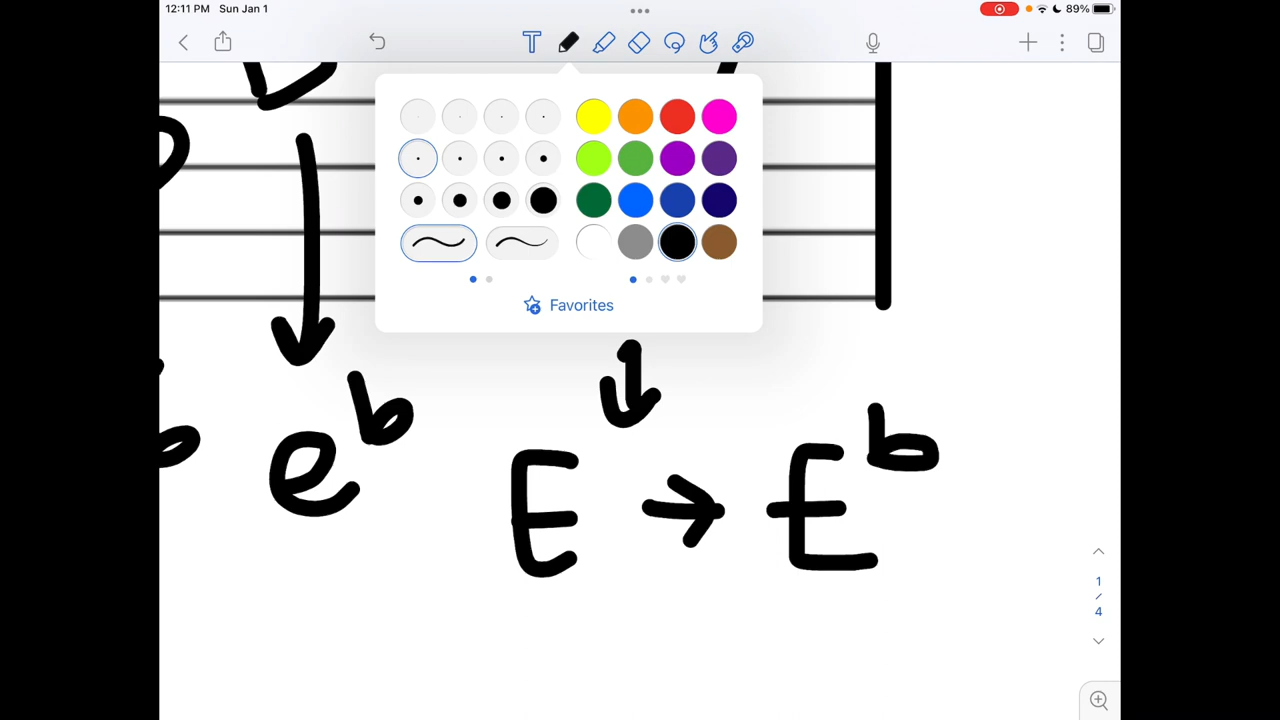 12:11 PM Sun Jan 1
89%
T
Favorites
b
e b
E → E b
1
/
4